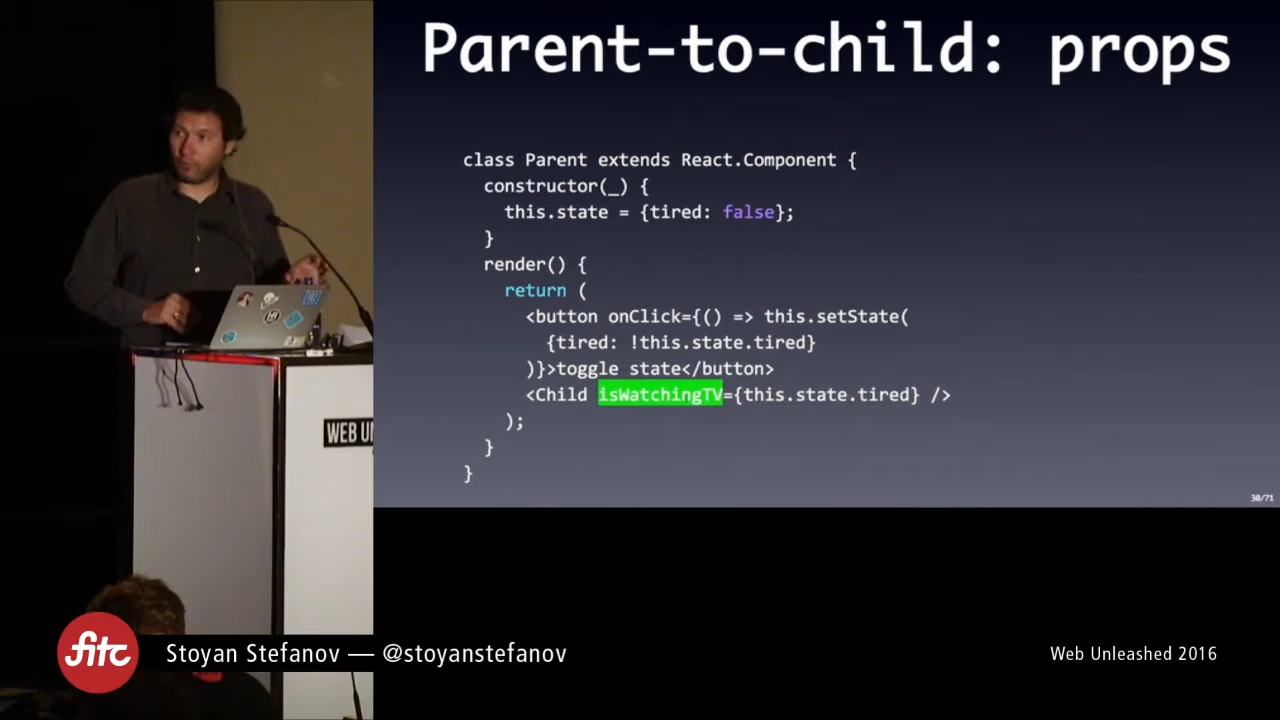 Parent-to-child: props
class Parent extends React.Component {
constructor(_) {
this.state = {tired: false};
}
render() {
return (
<button onClick={() => this.setState(
{tired: !this.state.tired}
)}>toggle state</button>
<Child isWatchingTV={this.state.tired} />
);
}
}
30/71
WEB U
fitc
Stoyan Stefanov — @stoyanstefanov
Web Unleashed 2016